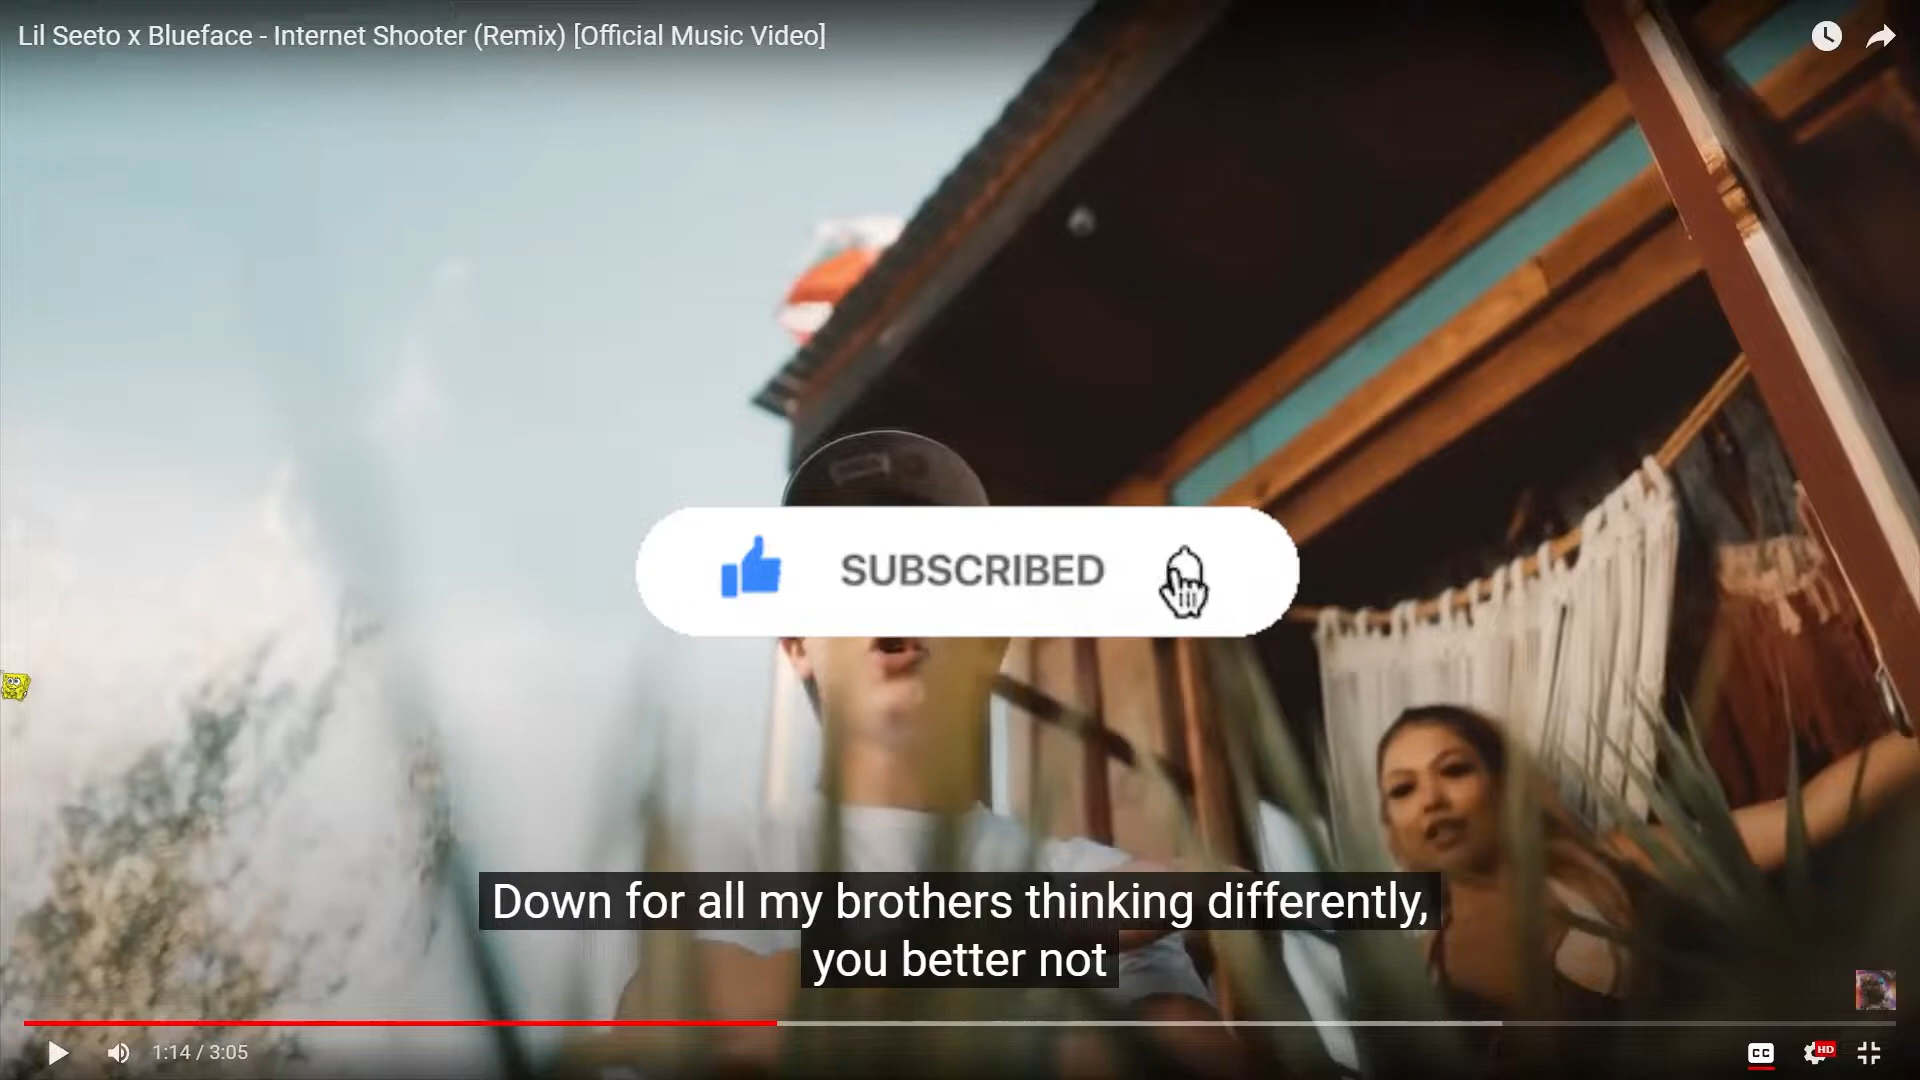 Lil Seeto x Blueface - Internet Shooter (Remix) [Official Music Video]
SUBSCRIBED
Down for all my brothers thinking differently,
you better not
1:14 / 3:05
CC
HD